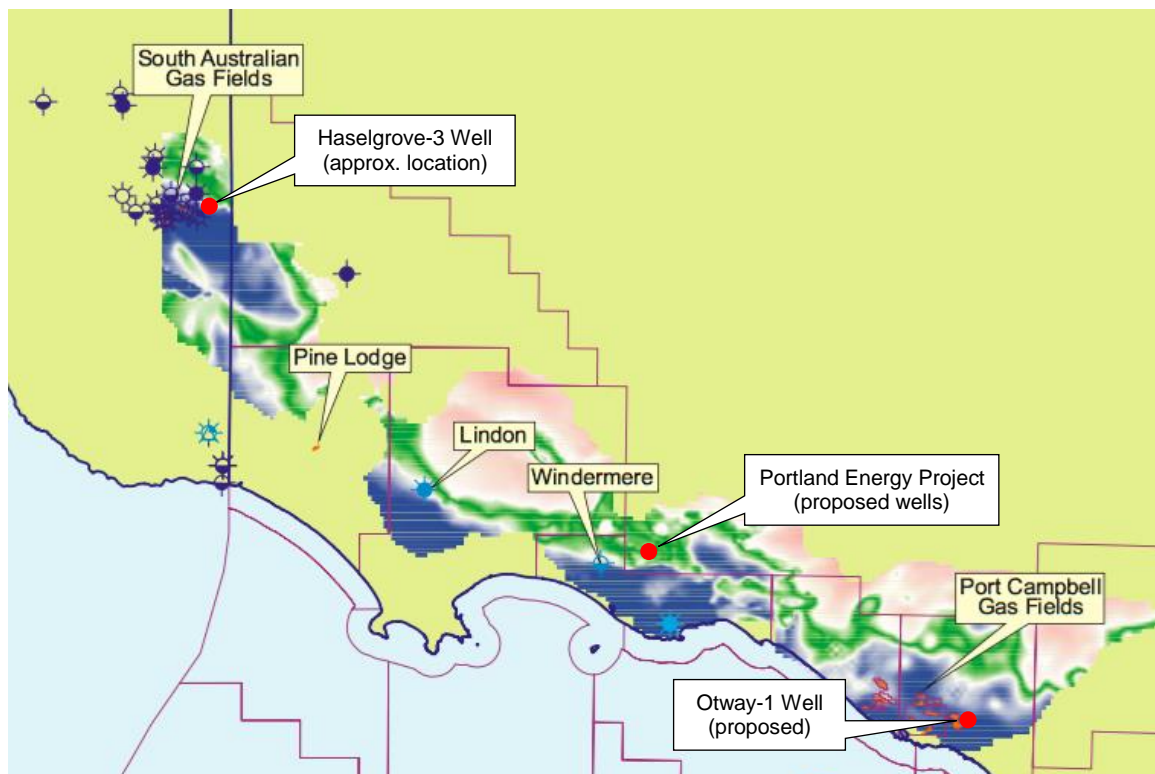 South Australian
Gas Fields
Haselgrove-3 Well
(approx. location)
Pine Lodge
Lindon
Windermere
Portland Energy Project
(proposed wells)
Port Campbell
Gas Fields
Otway-1 Well
(proposed)